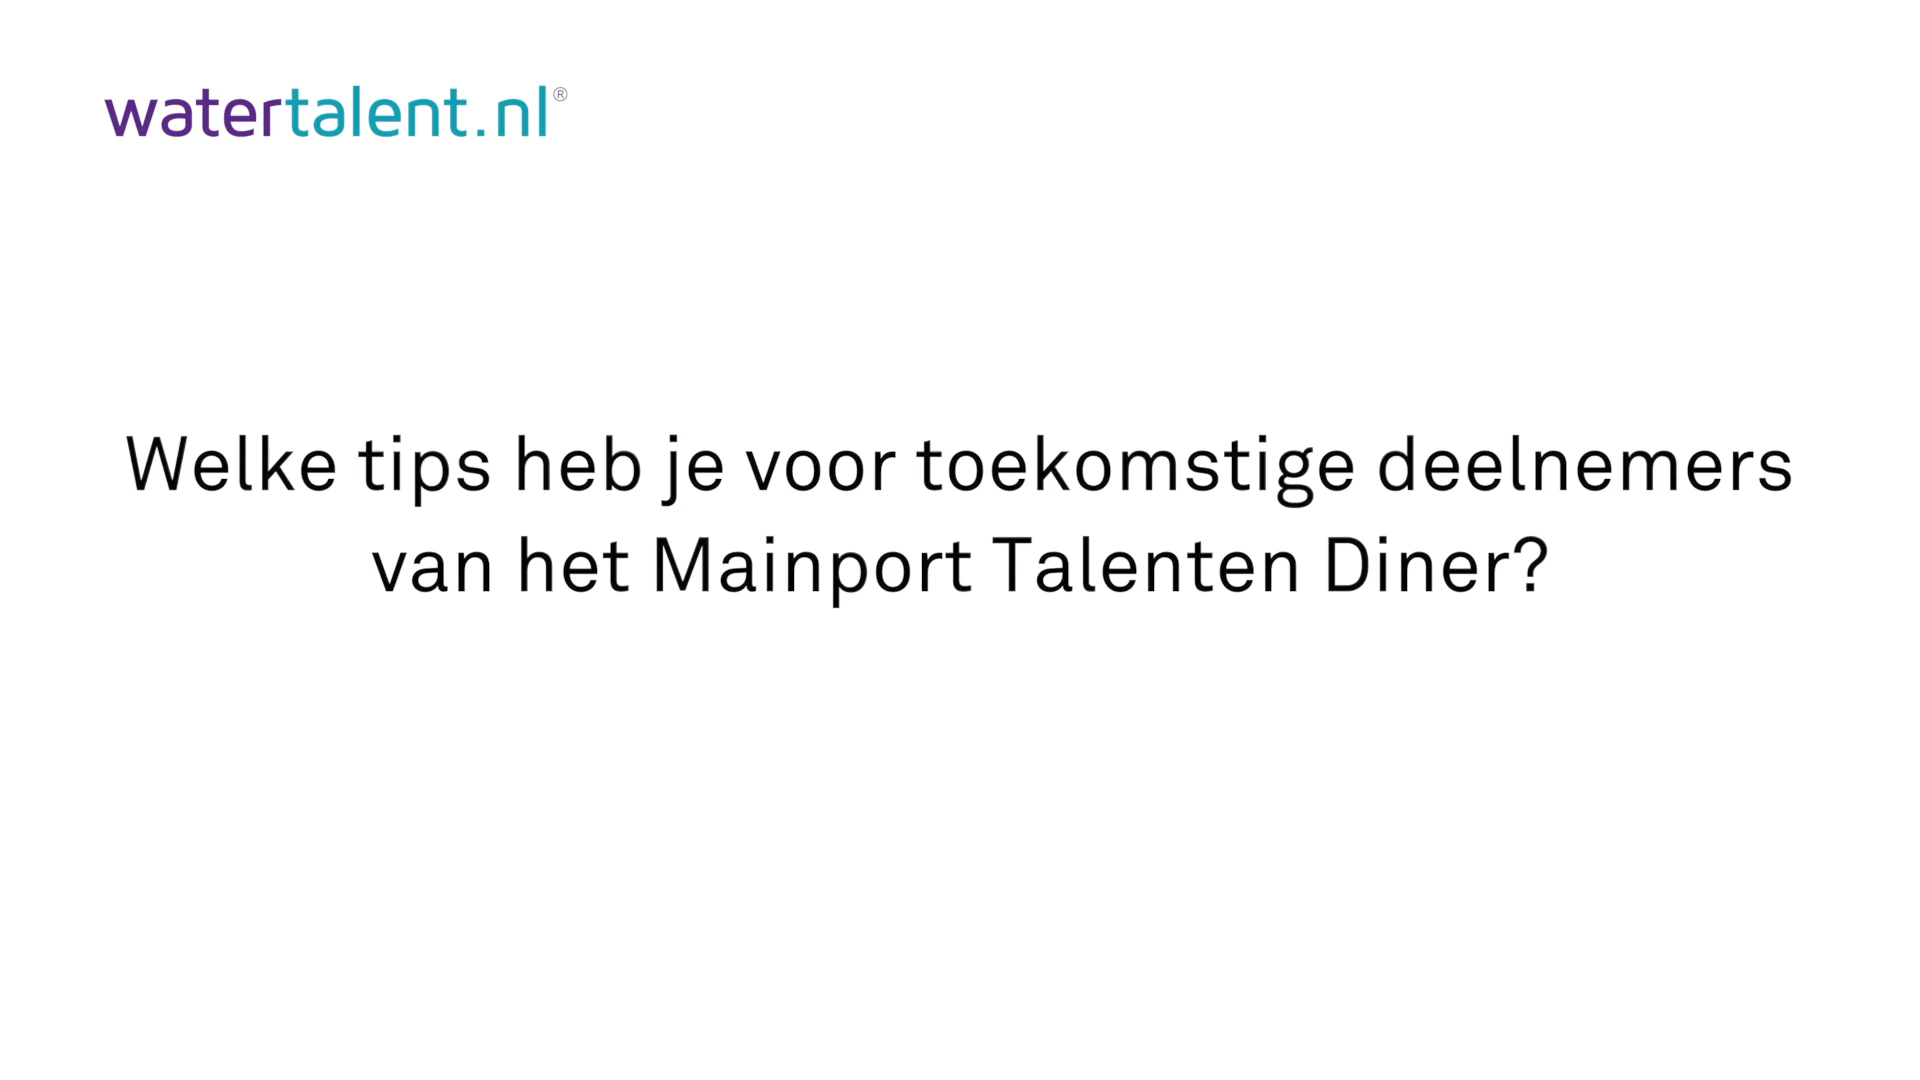 watertalent.nl®
Welke tips heb je voor toekomstige deelnemers
van het Mainport Talenten Diner?